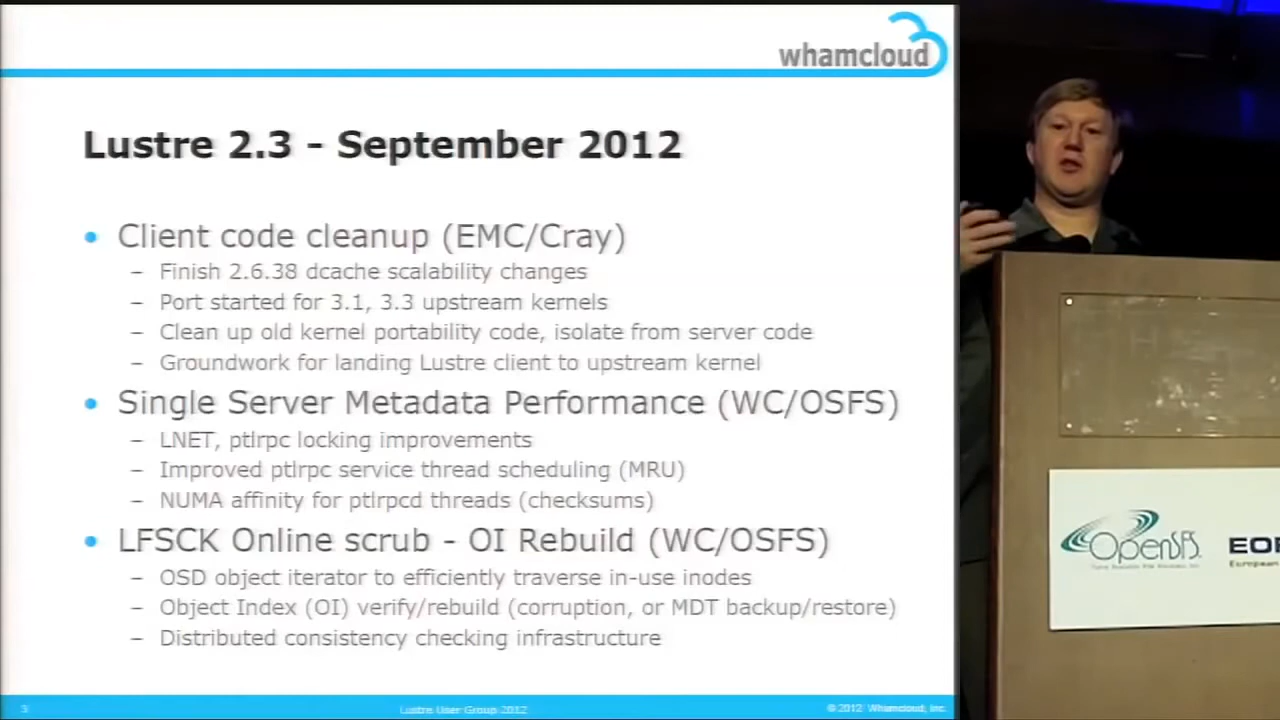 whamcloud
Lustre 2.3 - September 2012
• Client code cleanup (EMC/Cray)
– Finish 2.6.38 dcache scalability changes
– Port started for 3.1, 3.3 upstream kernels
– Clean up old kernel portability code, isolate from server code
– Groundwork for landing Lustre client to upstream kernel
• Single Server Metadata Performance (WC/OSFS)
– LNET, ptlrpc locking improvements
– Improved ptlrpc service thread scheduling (MRU)
– NUMA affinity for ptlrpcd threads (checksums)
• LFSCK Online scrub - OI Rebuild (WC/OSFS)
– OSD object iterator to efficiently traverse in-use inodes
– Object Index (OI) verify/rebuild (corruption, or MDT backup/restore)
– Distributed consistency checking infrastructure
3
Lustre User Group 2012
© 2012 Whamcloud, Inc.
OpenSFS
European